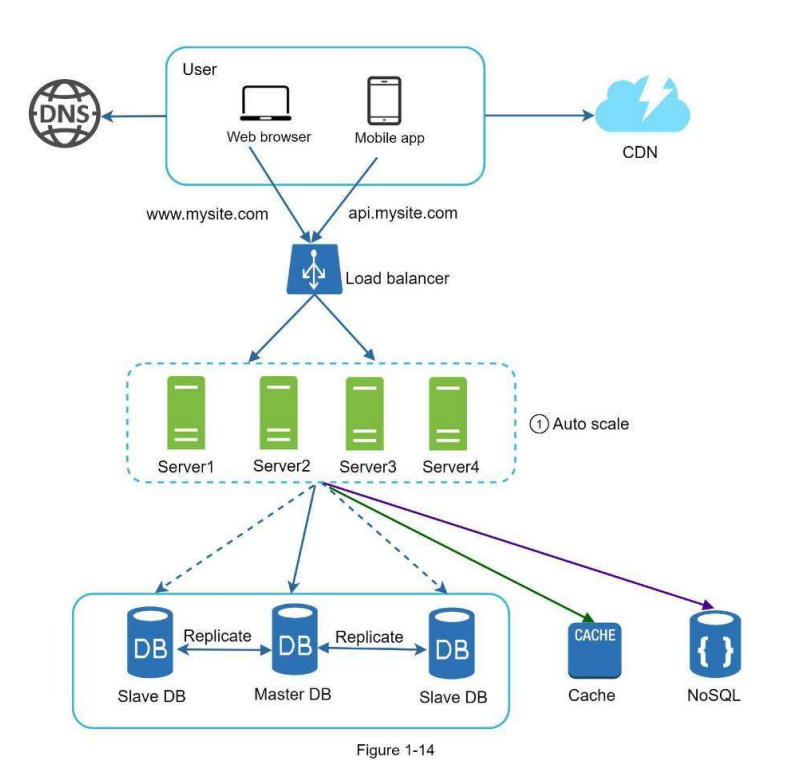 User
DNS
Web browser
Mobile app
CDN
www.mysite.com
api.mysite.com
Load balancer
Server1
Server2
Server3
Server4
1 Auto scale
DB
Replicate
DB
Replicate
DB
Slave DB
Master DB
Slave DB
CACHE
Cache
{ }
NoSQL
Figure 1-14